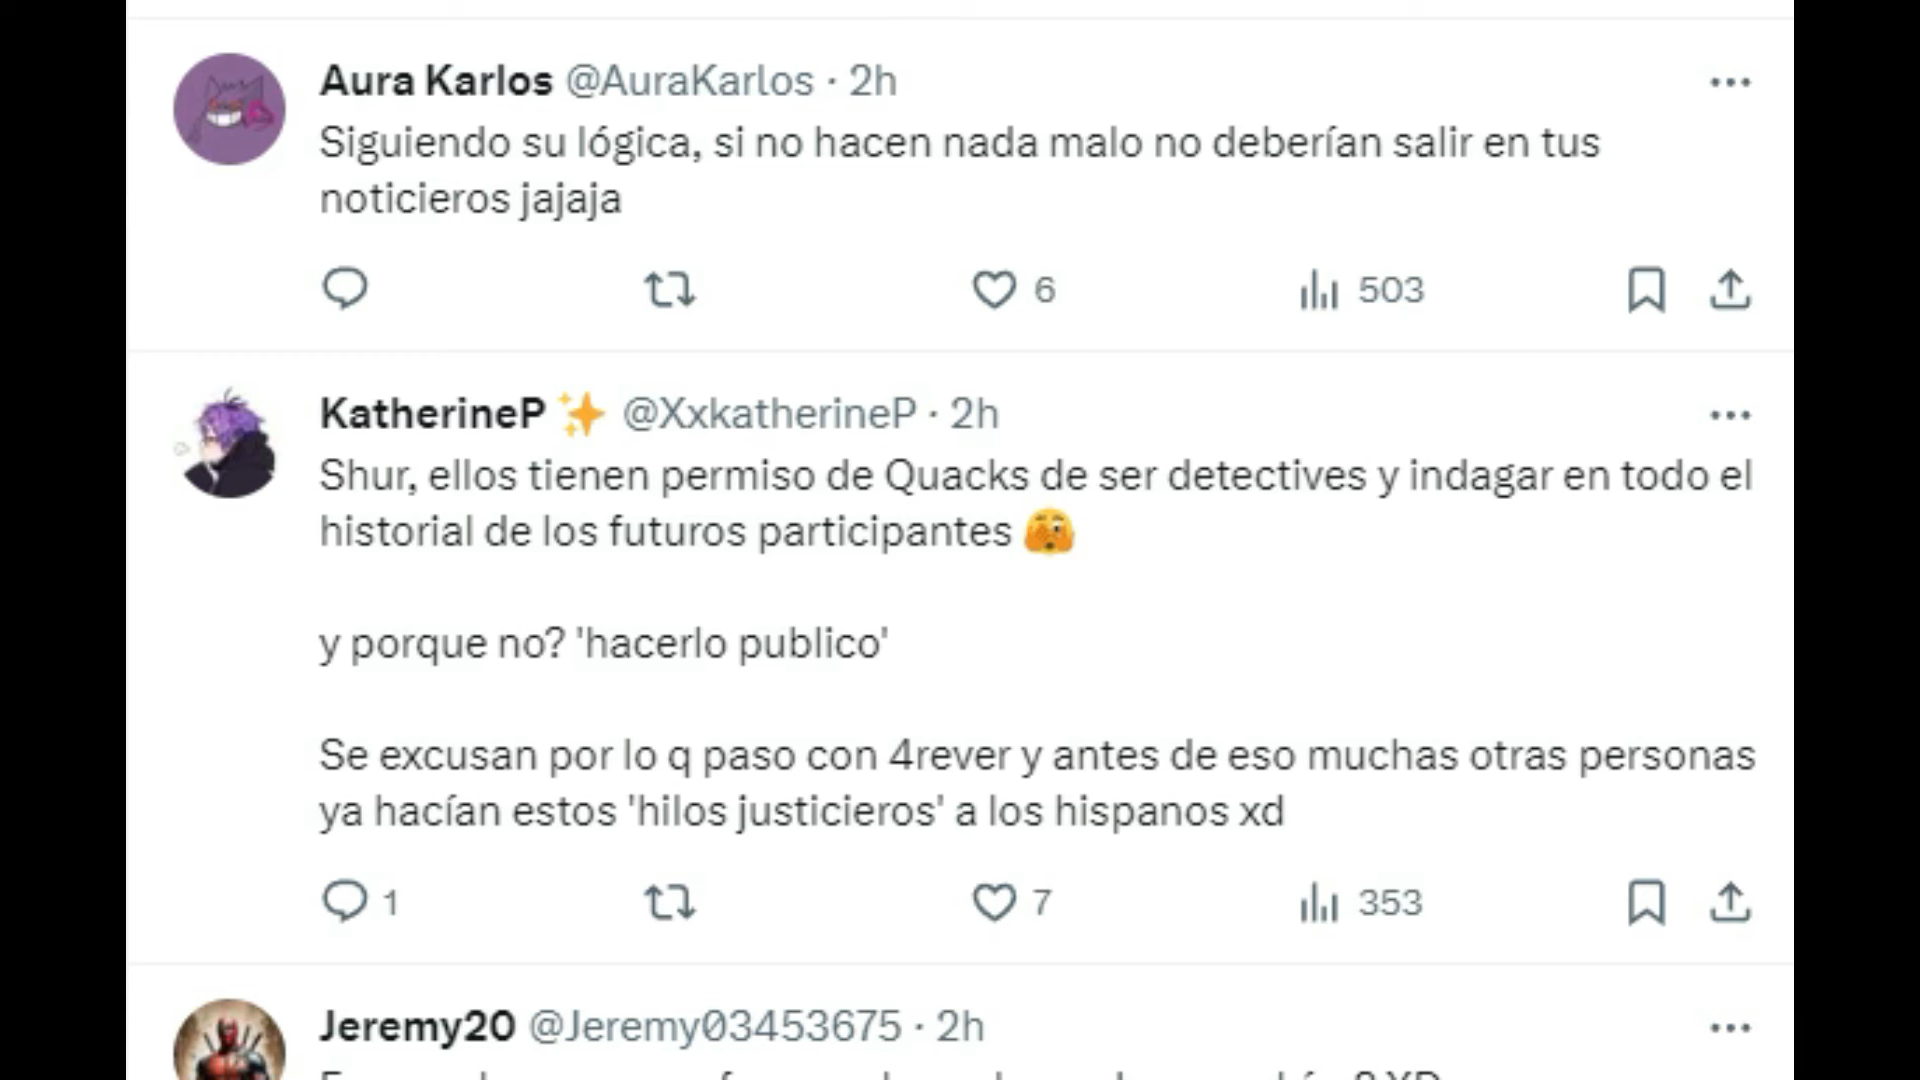 Aura Karlos @AuraKarlos · 2h
Siguiendo su lógica, si no hacen nada malo no deberían salir en tus
noticieros jajaja
6 503
KatherineP ✨ @XxkatherineP · 2h
Shur, ellos tienen permiso de Quacks de ser detectives y indagar en todo el
historial de los futuros participantes 🫣
y porque no? 'hacerlo publico'
Se excusan por lo q paso con 4rever y antes de eso muchas otras personas
ya hacían estos 'hilos justicieros' a los hispanos xd
1 7 353
Jeremy20 @Jeremy03453675 · 2h